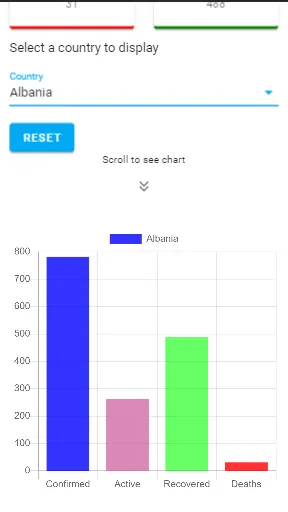 31 488
Select a country to display
Country
Albania
RESET
Scroll to see chart
Albania
800
700
600
500
400
300
200
100
0
Confirmed Active Recovered Deaths